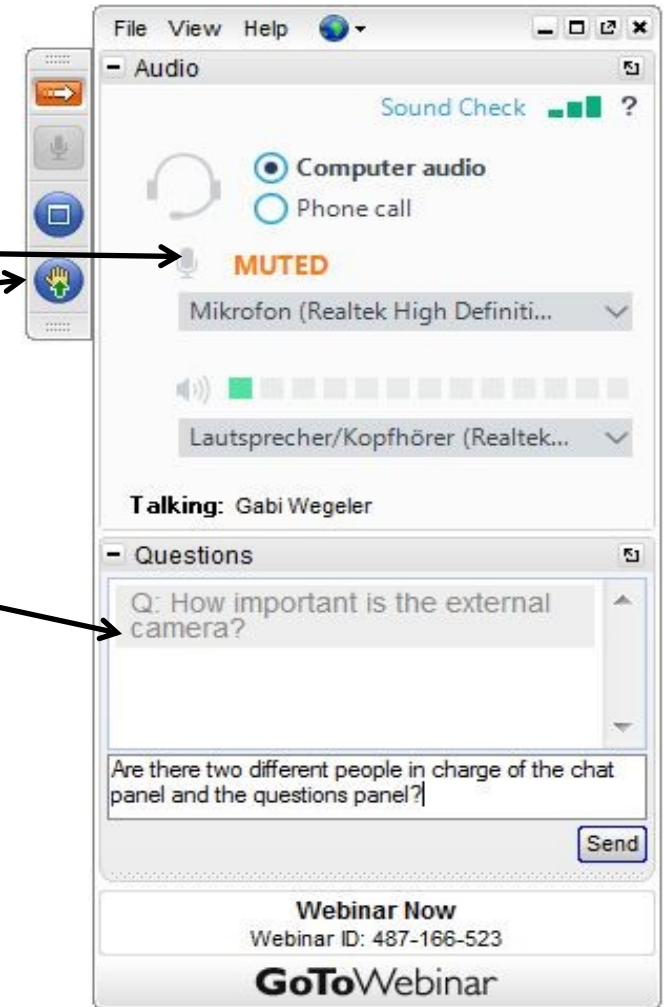 File View Help
Audio
Sound Check ?
Computer audio
Phone call
MUTED
Mikrofon (Realtek High Definiti...
Lautsprecher/Kopfhörer (Realtek...
Talking: Gabi Wegeler
Questions
Q: How important is the external
camera?
Are there two different people in charge of the chat
panel and the questions panel?
Send
Webinar Now
Webinar ID: 487-166-523
GoToWebinar